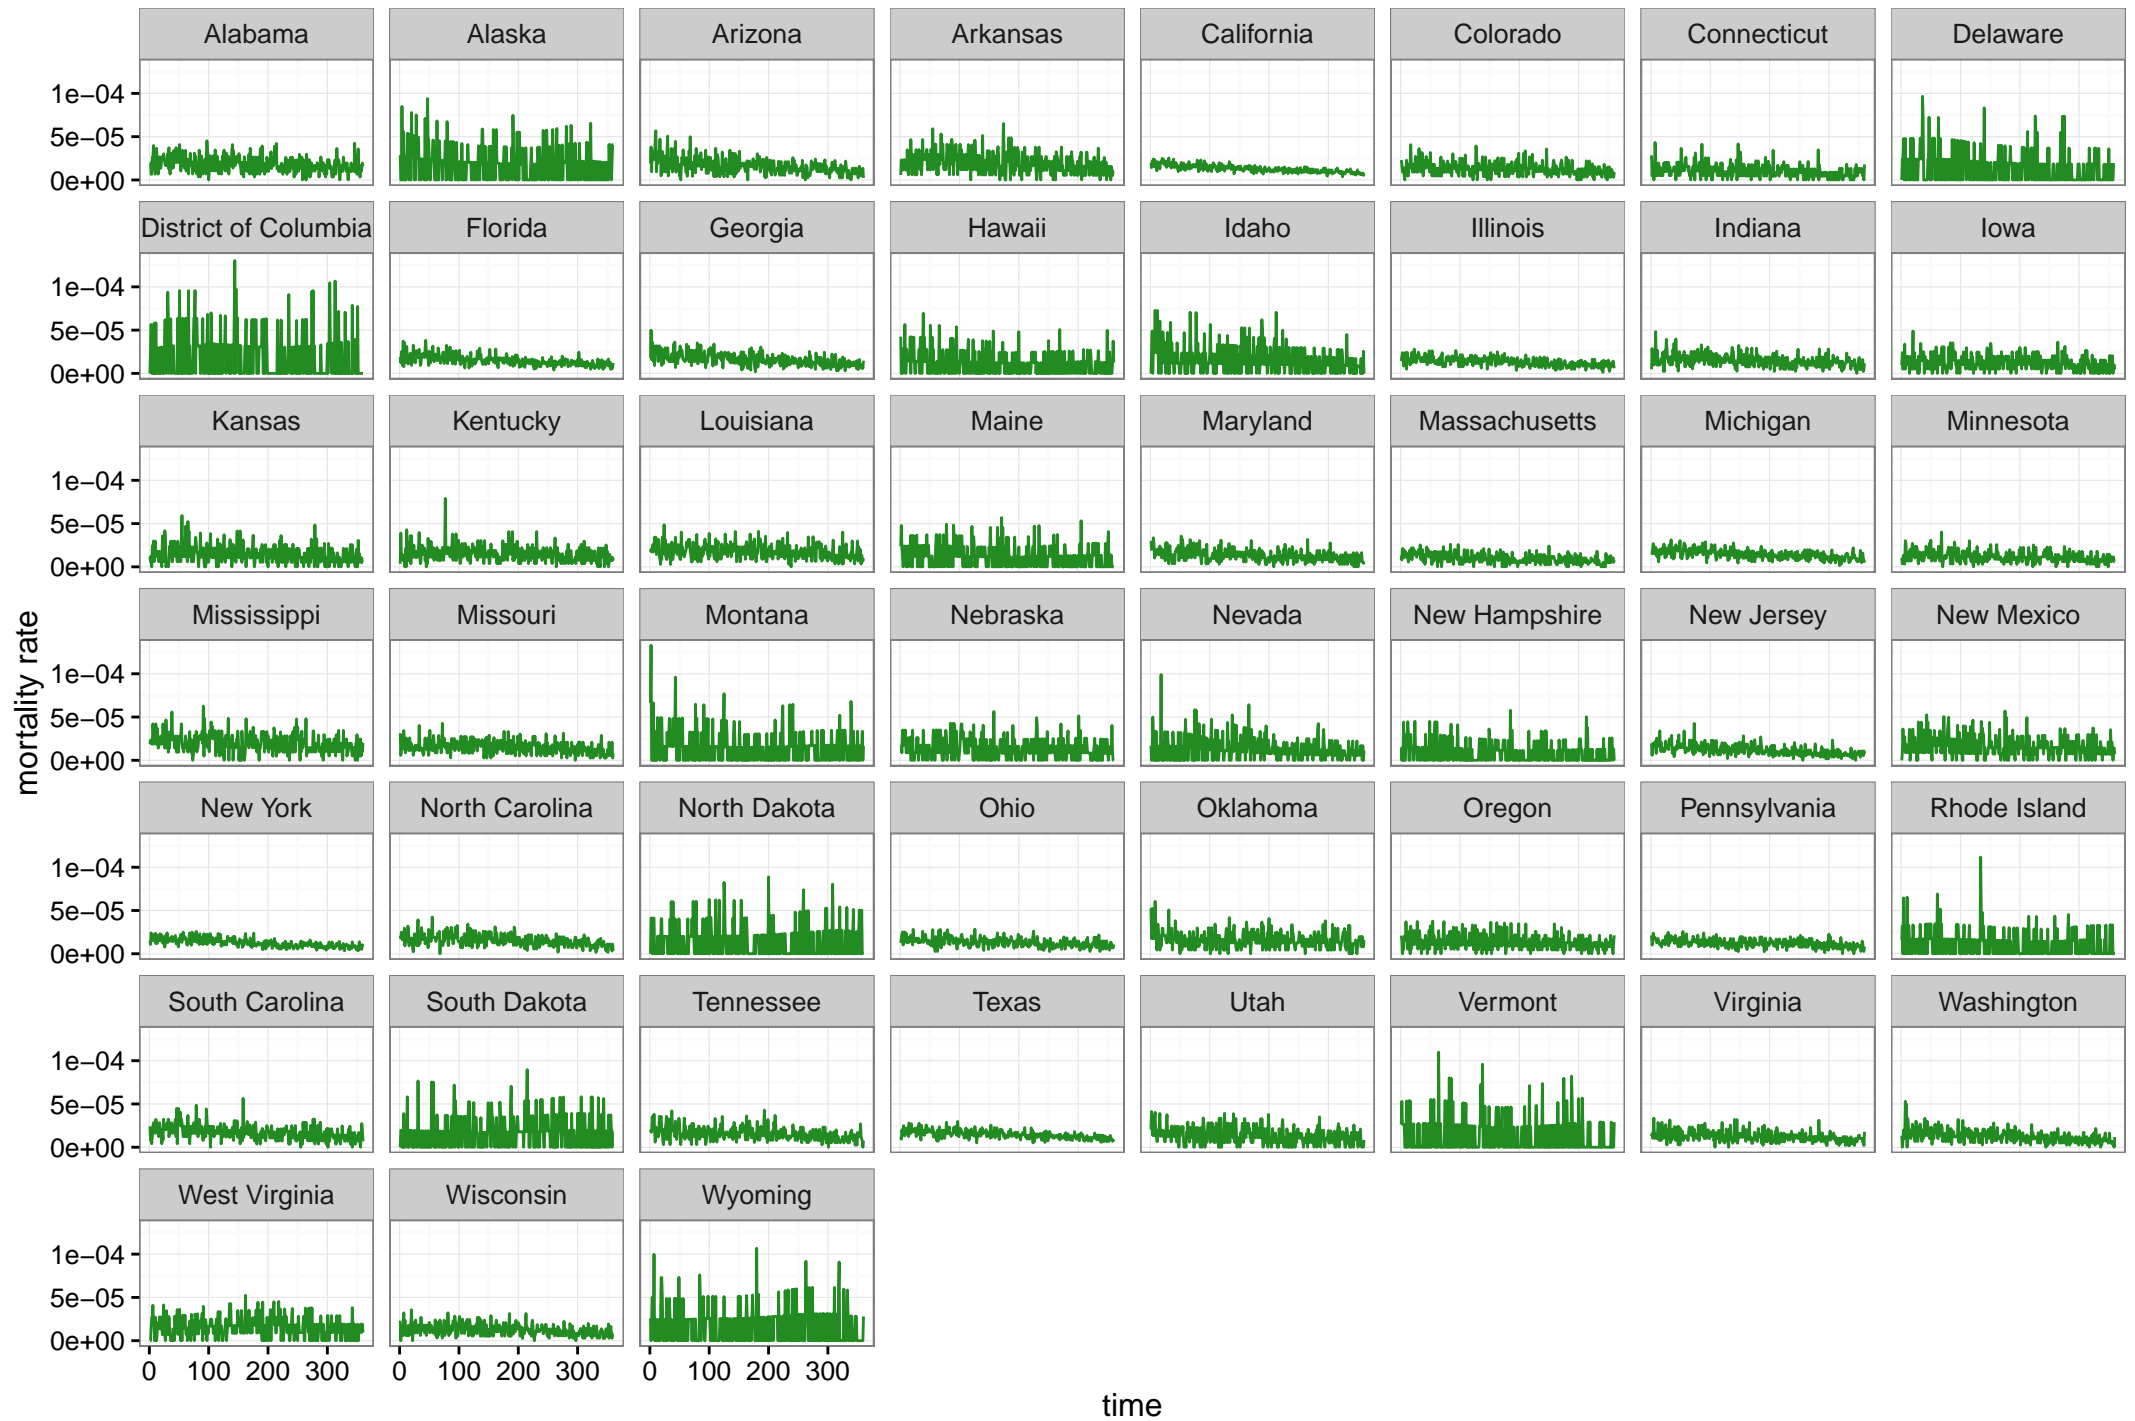 Alabama Alaska Arizona Arkansas California Colorado Connecticut Delaware
1e−04
5e−05
0e+00
District of Columbia Florida Georgia Hawaii Idaho Illinois Indiana Iowa
1e−04
5e−05
0e+00
Kansas Kentucky Louisiana Maine Maryland Massachusetts Michigan Minnesota
1e−04
5e−05
0e+00
Mississippi Missouri Montana Nebraska Nevada New Hampshire New Jersey New Mexico
1e−04
5e−05
0e+00
mortality rate
New York North Carolina North Dakota Ohio Oklahoma Oregon Pennsylvania Rhode Island
1e−04
5e−05
0e+00
South Carolina South Dakota Tennessee Texas Utah Vermont Virginia Washington
1e−04
5e−05
0e+00
West Virginia Wisconsin Wyoming
1e−04
5e−05
0e+00
0 100 200 300 0 100 200 300 0 100 200 300
time